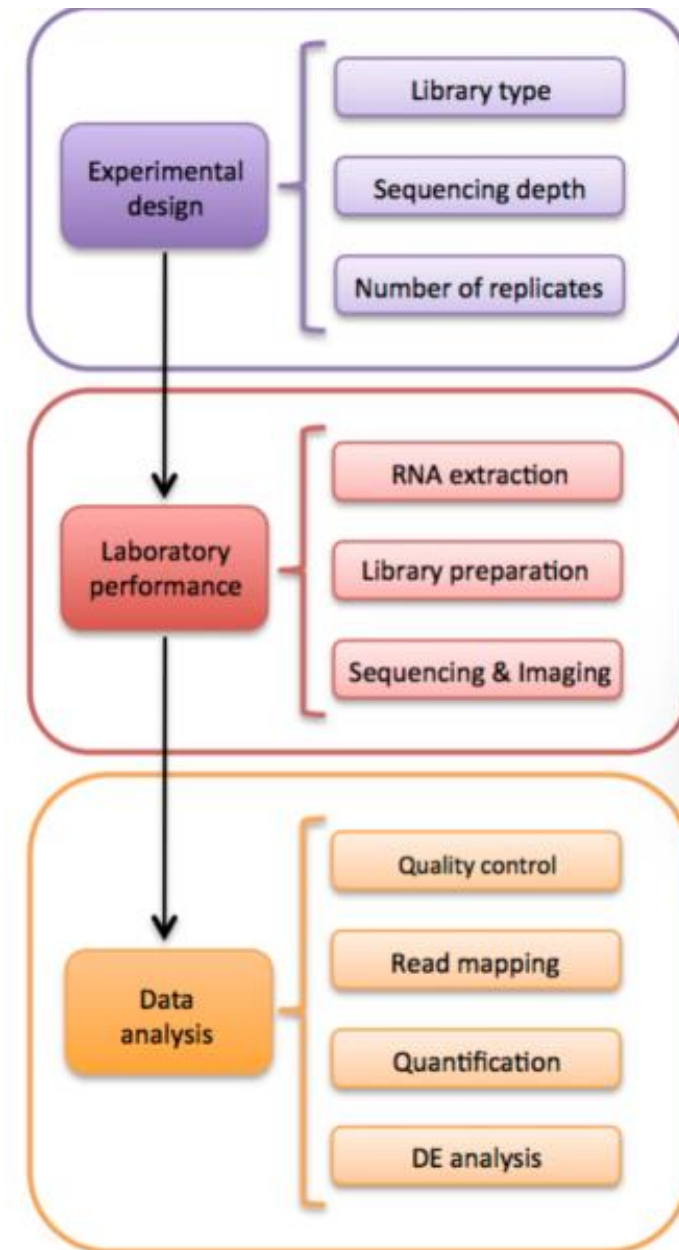 Experimental
design
Library type
Sequencing depth
Number of replicates
Laboratory
performance
RNA extraction
Library preparation
Sequencing & Imaging
Data
analysis
Quality control
Read mapping
Quantification
DE analysis